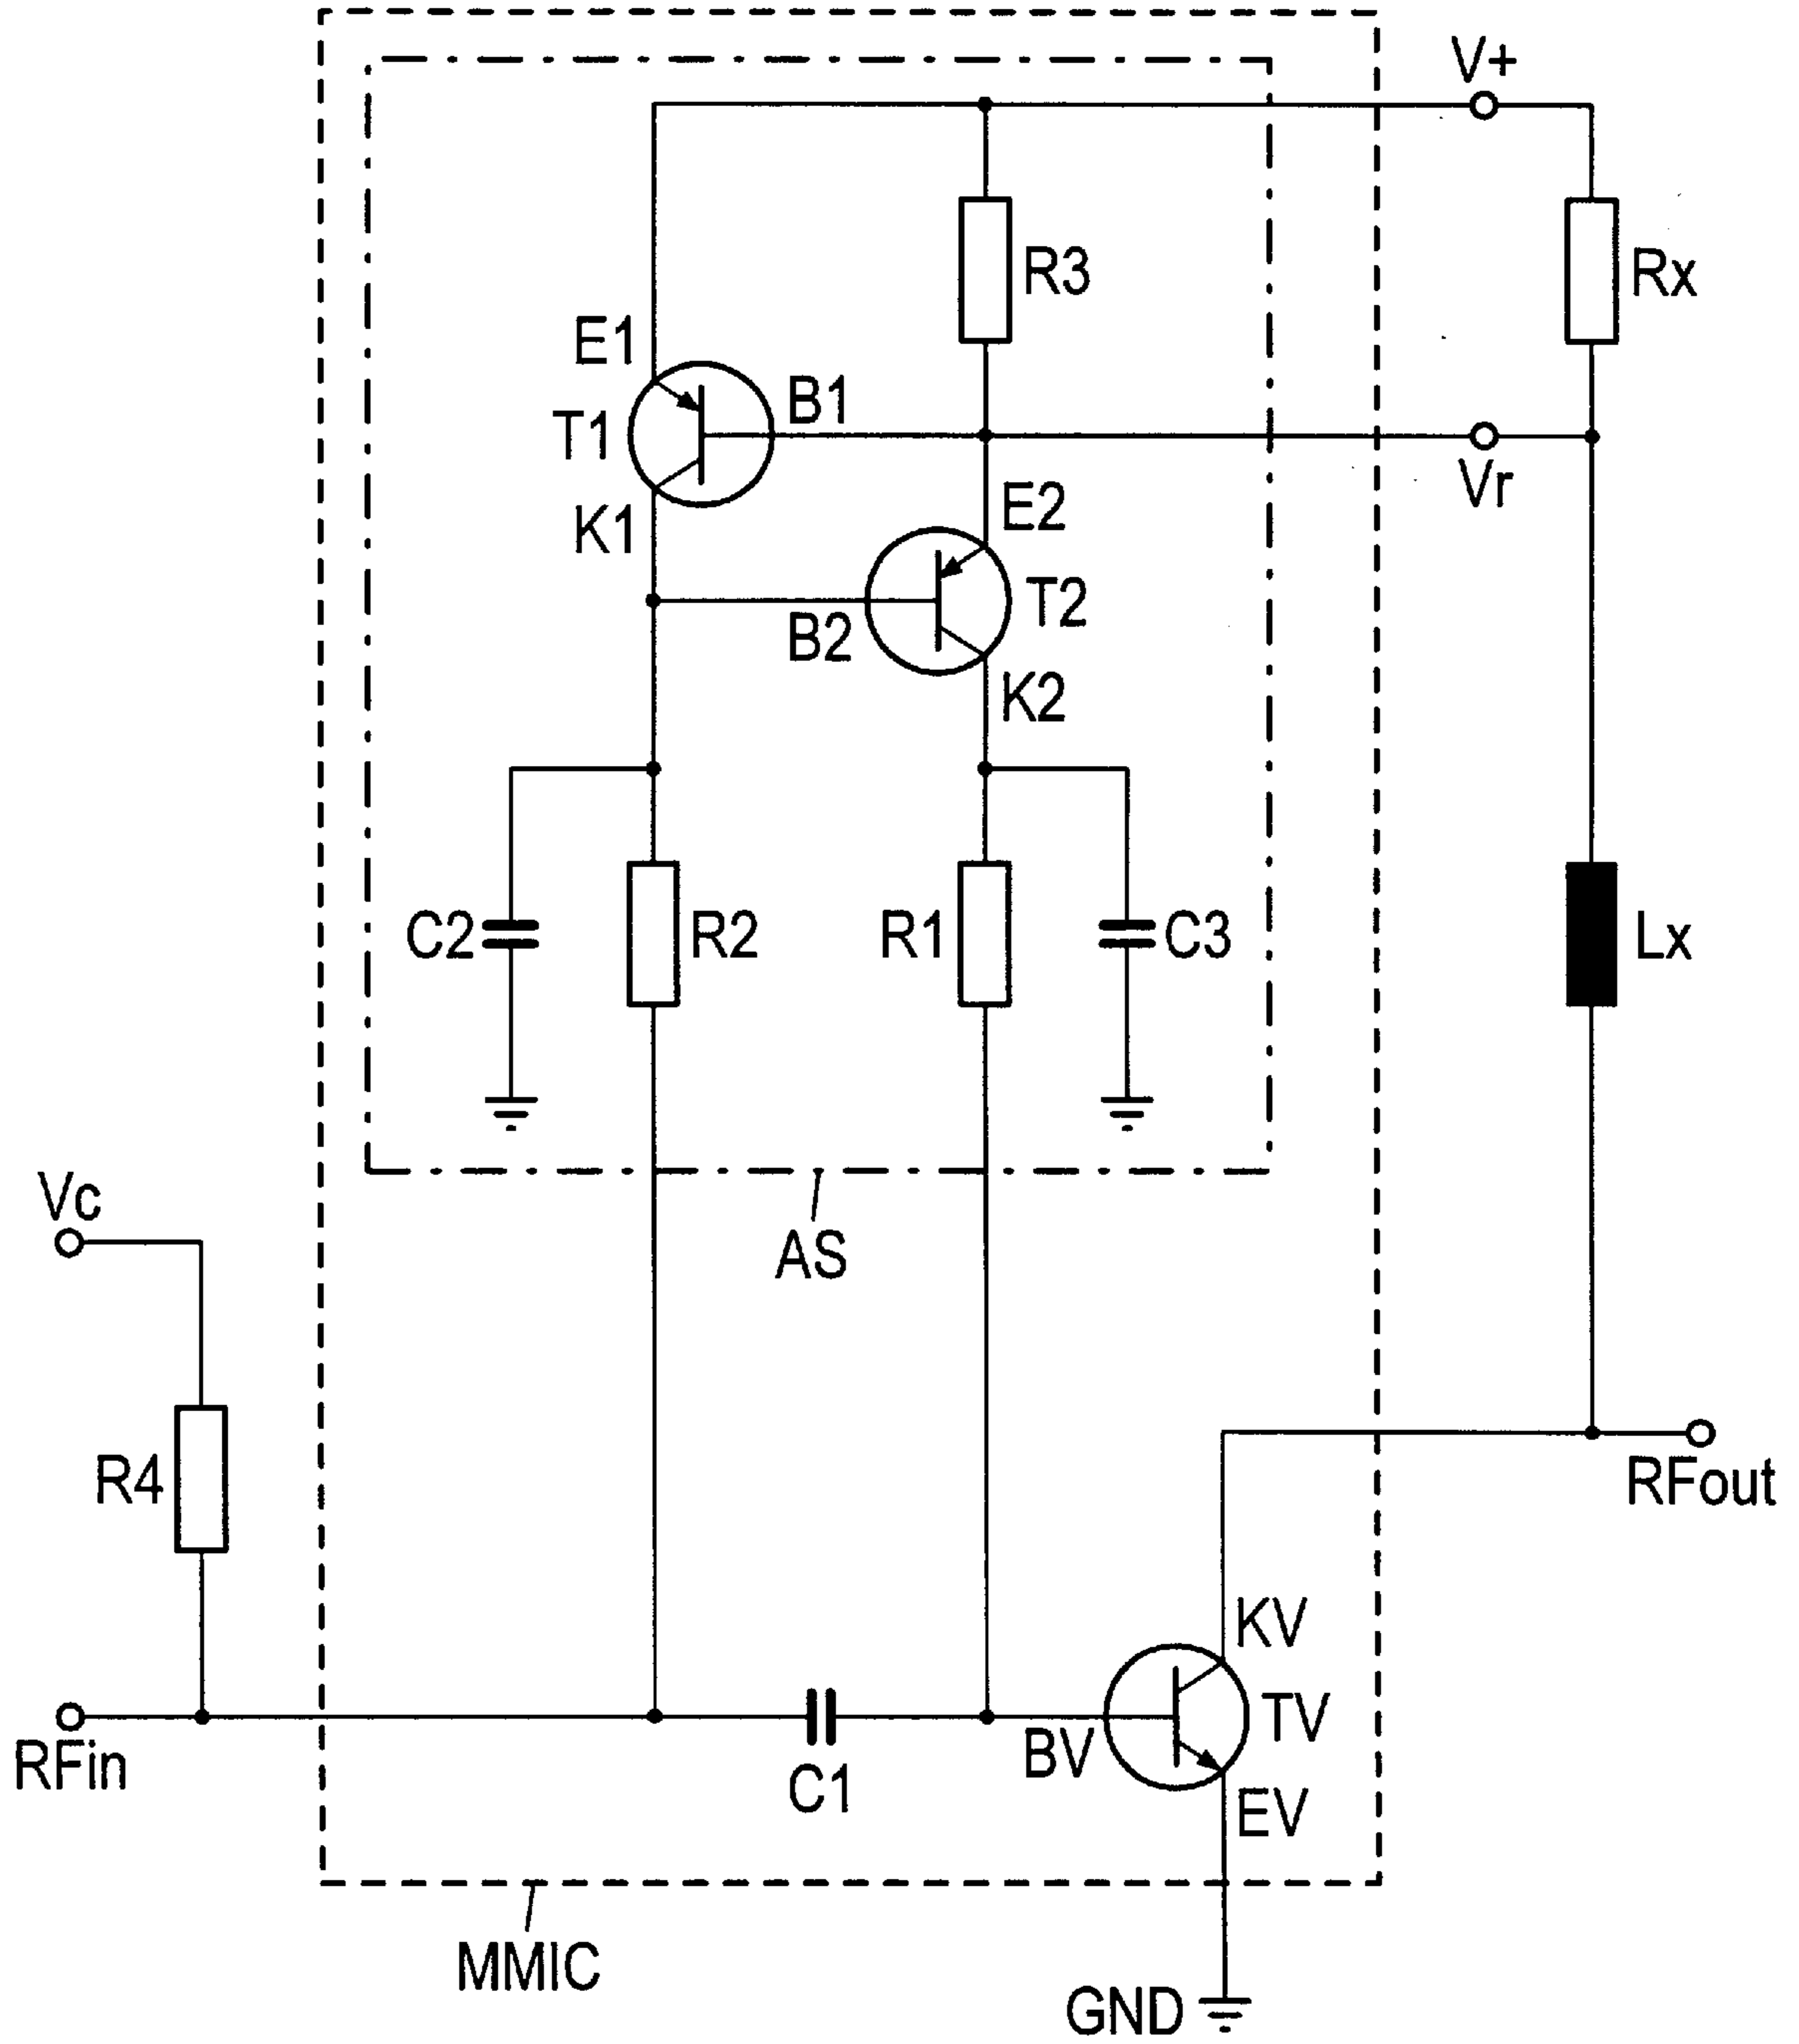 V+
R3
Rx
E1
B1
T1
Vr
E2
K1
T2
B2
K2
C2
R2
R1
C3
Lx
Vc
AS
R4
RFout
KV
TV
RFin
BV
C1
EV
MMIC
GND